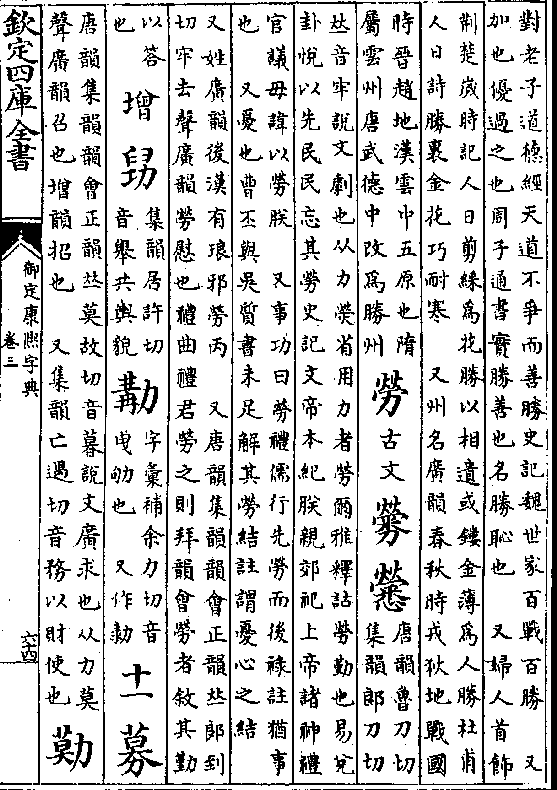 對老子道德經天道不爭而善勝史記魏世家百戰百勝　又
加也優過之也周子通書實勝善也名勝恥也　又婦人首飾
荆楚歲時記人日剪綵爲花勝以相遺或鏤金薄爲人勝杜甫
人日詩勝裏金花巧耐寒　又州名廣韻春秋時戎狄地戰國
時晉趙地漢雲中五原也隋
屬雲州唐武德中改爲勝州
勞
古文
唐韻魯刀切
集韻郎刀切
𠀤音牢說文劇也从力熒省用力者勞爾雅釋詁勞勤也易兌
卦悅以先民民忘其勞史記文帝本紀朕親郊祀上帝諸神禮
官議毋諱以勞朕　又事功曰勞禮儒行先勞而後祿註猶事
也　又憂也曹丕與吳質書未足解其勞結註謂憂心之結
又姓廣韻後漢有琅邪勞丙　又唐韻集韻韻會正韻𠀤郎到
切牢去聲廣韻勞慰也禮曲禮君勞之則拜韻會勞者敘其勤
以答
也
增
集韻居許切
音舉共輿貌
字彙補余力切音
曳劬也　又作勩
十一
募
唐韻集韻韻會正韻𠀤莫故切音暮說文廣求也从力莫
聲廣韻召也增韻招也　又集韻亡遇切音務以財使也
欽定四庫全書
御定康熙字典
卷三
六十四